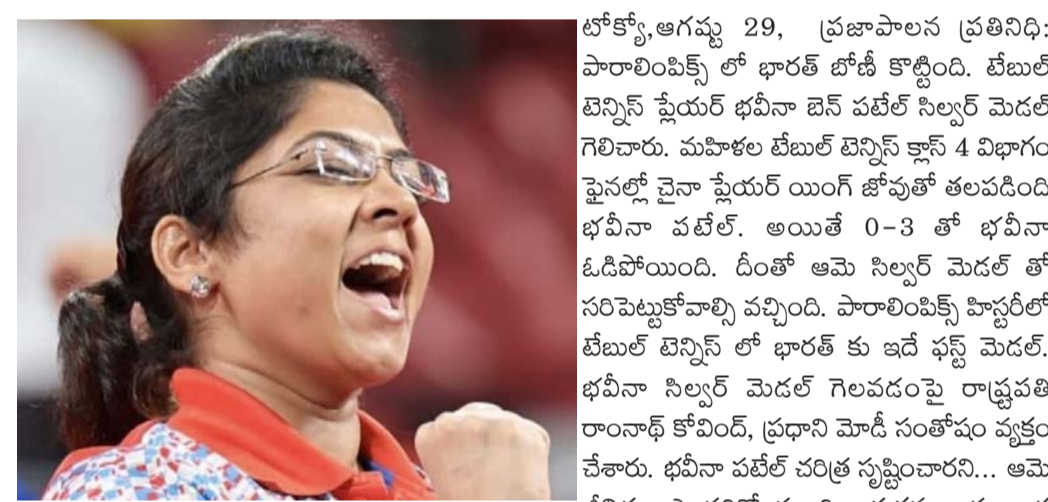 టోక్యో,ఆగష్టు 29, ప్రజాపాలన ప్రతినిధి:
పారాలింపిక్స్ లో భారత్ బోణీ కొట్టింది. టేబుల్
టెన్నిస్ ప్లేయర్ భవీనా బెన్ పటేల్ సిల్వర్ మెడల్
గెలిచారు. మహిళల టేబుల్ టెన్నిస్ క్లాస్ 4 విభాగం
ఫైనల్లో చైనా ప్లేయర్ యింగ్ జోవుతో తలపడింది
భవీనా వటేల్. అయితే 0-3 తో భవీనా
ఓడిపోయింది. దీంతో ఆమె సిల్వర్ మెడల్ తో
సరిపెట్టుకోవాల్సి వచ్చింది. పారాలింపిక్స్ హిస్టరీలో
టేబుల్ టెన్నిస్ లో భారత్ కు ఇదే ఫస్ట్ మెడల్.
భవీనా సిల్వర్ మెడల్ గెలవడంపై రాష్ట్రపతి
రాంనాథ్ కోవింద్, ప్రధాని మోడీ సంతోషం వ్యక్తం
చేశారు. భవీనా పటేల్ చరిత్ర సృష్టించారని... ఆమె